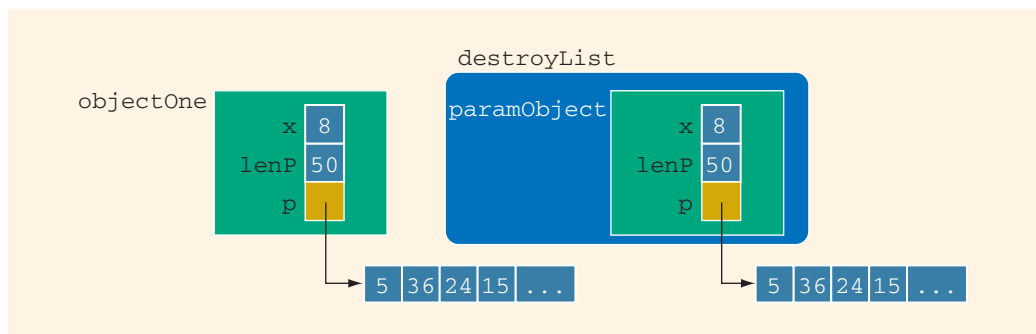 destroyList
objectOne
paramObject
x 8
lenP 50
p
x 8
lenP 50
p
5 36 24 15 ...
5 36 24 15 ...